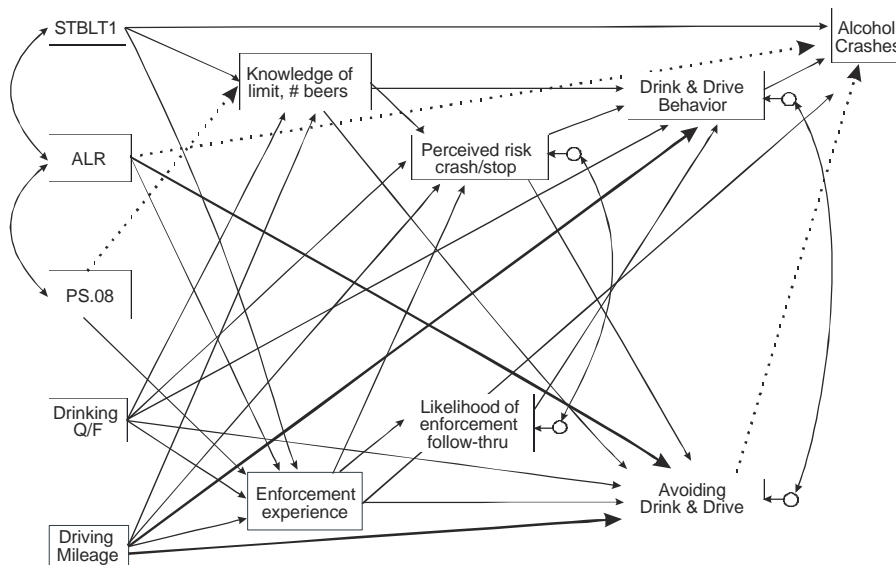 STBLT1
Alcohol
Crashes
Knowledge of
limit, # beers
Drink & Drive
Behavior
ALR
Perceived risk
crash/stop
PS.08
Drinking
Q/F
Likelihood of
enforcement
follow-thru
Enforcement
experience
Avoiding
Drink & Drive
Driving
Mileage